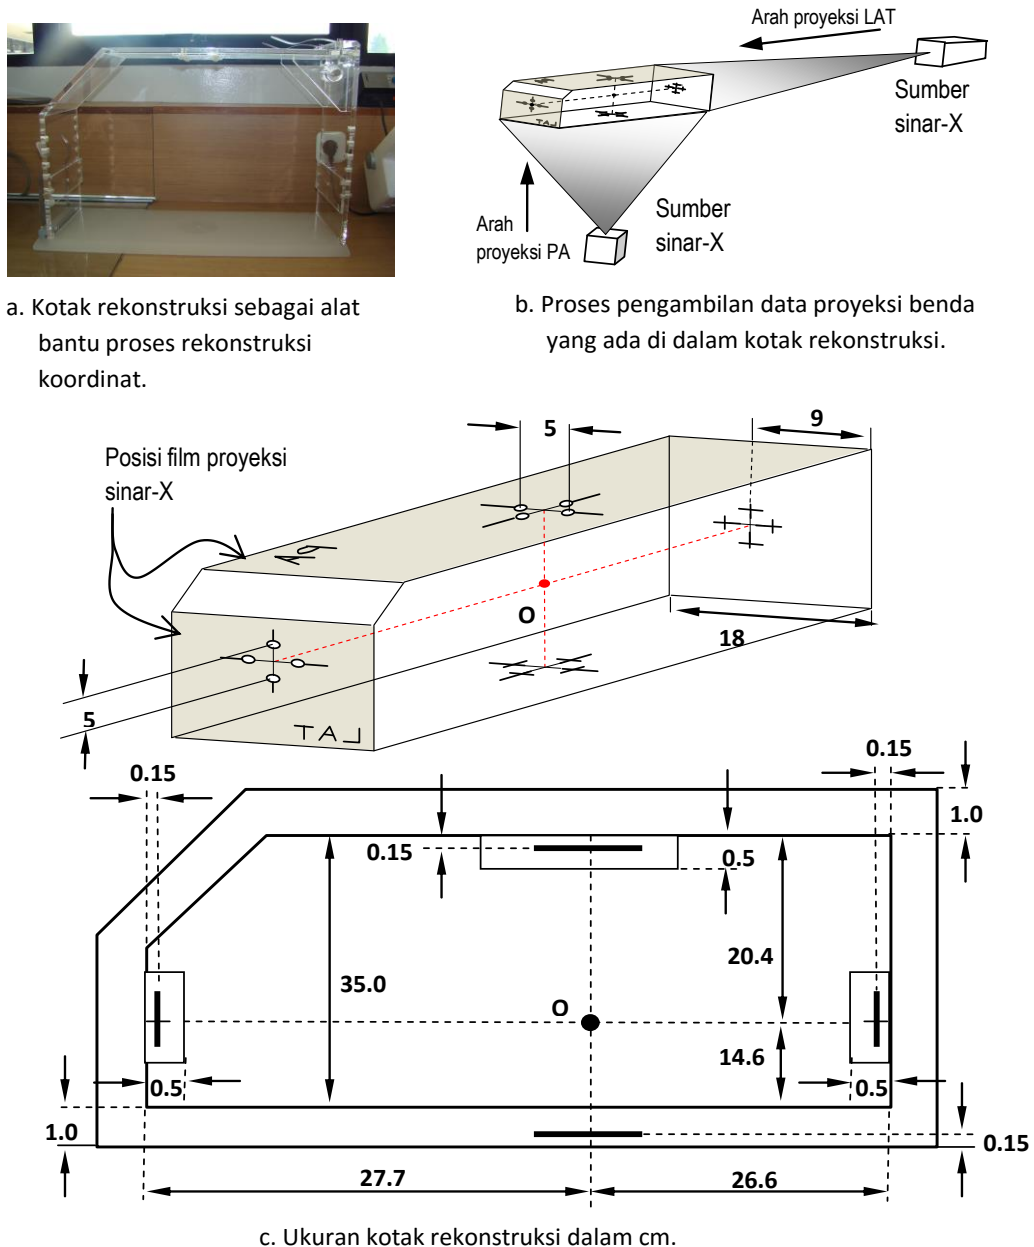 Arah proyeksi LAT
Sumber
sinar-X
TAJ
Arah
proyeksi PA
Sumber
sinar-X
a. Kotak rekonstruksi sebagai alat
bantu proses rekonstruksi
koordinat.
b. Proses pengambilan data proyeksi benda
yang ada di dalam kotak rekonstruksi.
Posisi film proyeksi
sinar-X
5
9
PA
O
18
5
LAT
0.15
0.15
1.0
0.15
0.5
20.4
35.0
O
14.6
0.5
0.5
1.0
0.15
27.7
26.6
c. Ukuran kotak rekonstruksi dalam cm.